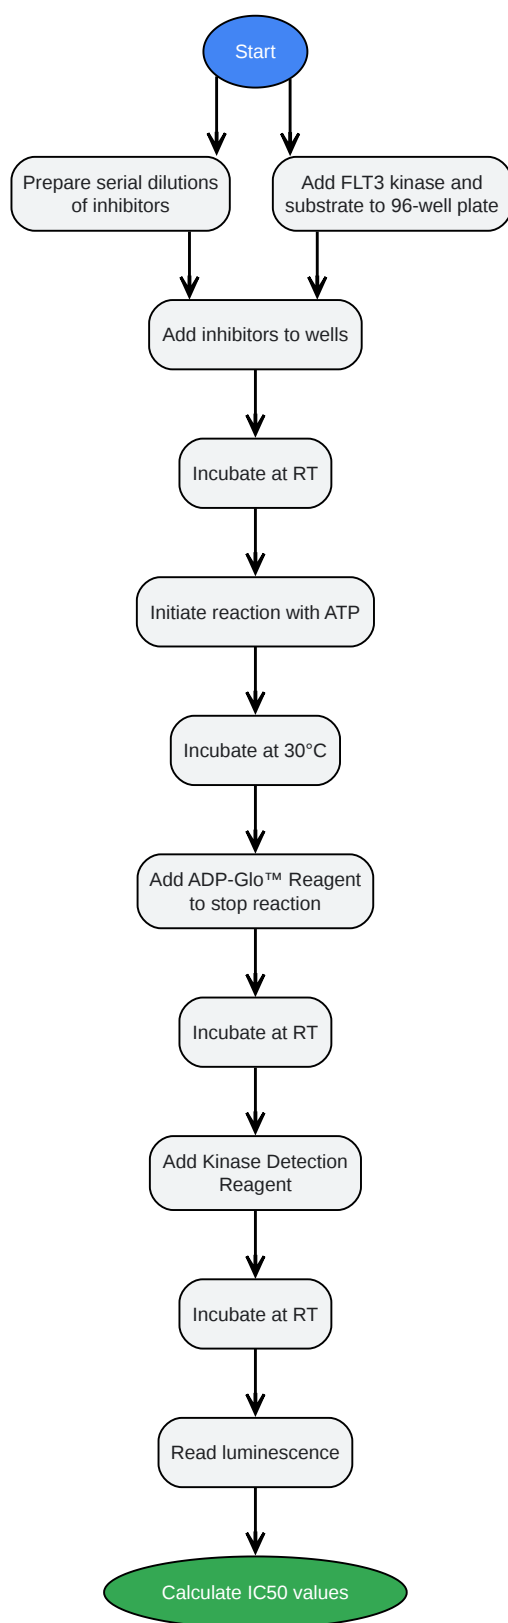 Start
Prepare serial dilutions
of inhibitors
Add FLT3 kinase and
substrate to 96-well plate
Add inhibitors to wells
Incubate at RT
Initiate reaction with ATP
Incubate at 30°C
Add ADP-Glo™ Reagent
to stop reaction
Incubate at RT
Add Kinase Detection
Reagent
Incubate at RT
Read luminescence
Calculate IC50 values